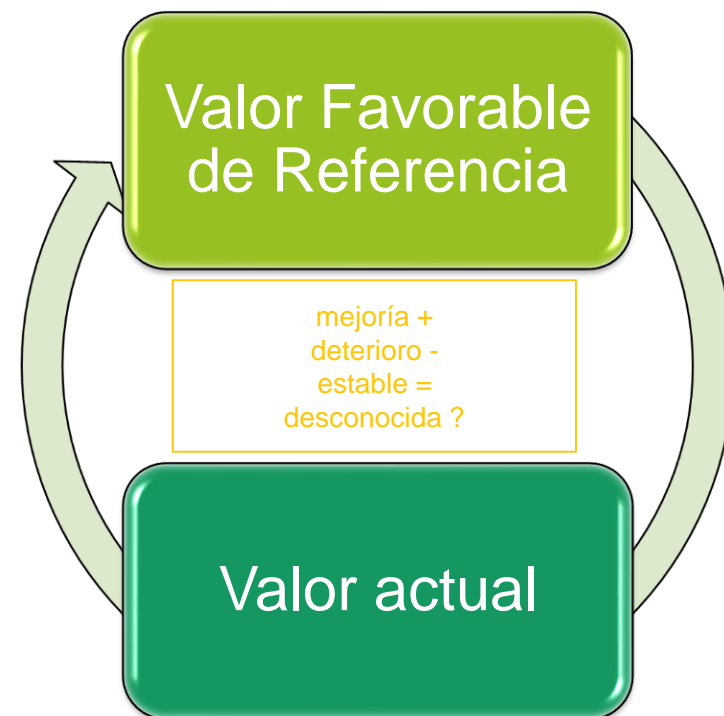 Valor Favorable
de Referencia
mejoría +
deterioro -
estable =
desconocida ?
Valor actual